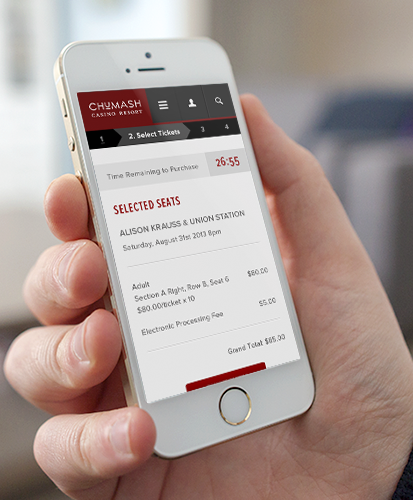 CHUMASH
CASINO RESORT
1 2. Select Tickets 3 4
Time Remaining to Purchase 26:55
SELECTED SEATS
ALISON KRAUSS & UNION STATION
Saturday, August 31st 2013 8pm
Adult
Section A Right, Row B, Seat 6 $80.00
$80.00/ticket x 10
Electronic Processing Fee $5.00
Grand Total: $85.00